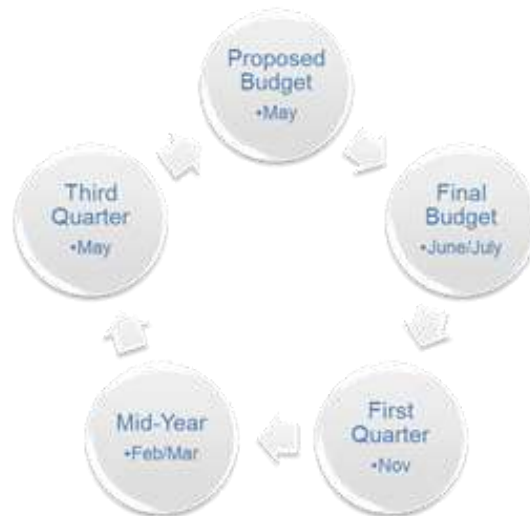 Proposed
Budget
•May
Final
Budget
•June/July
First
Quarter
•Nov
Mid-Year
•Feb/Mar
Third
Quarter
•May